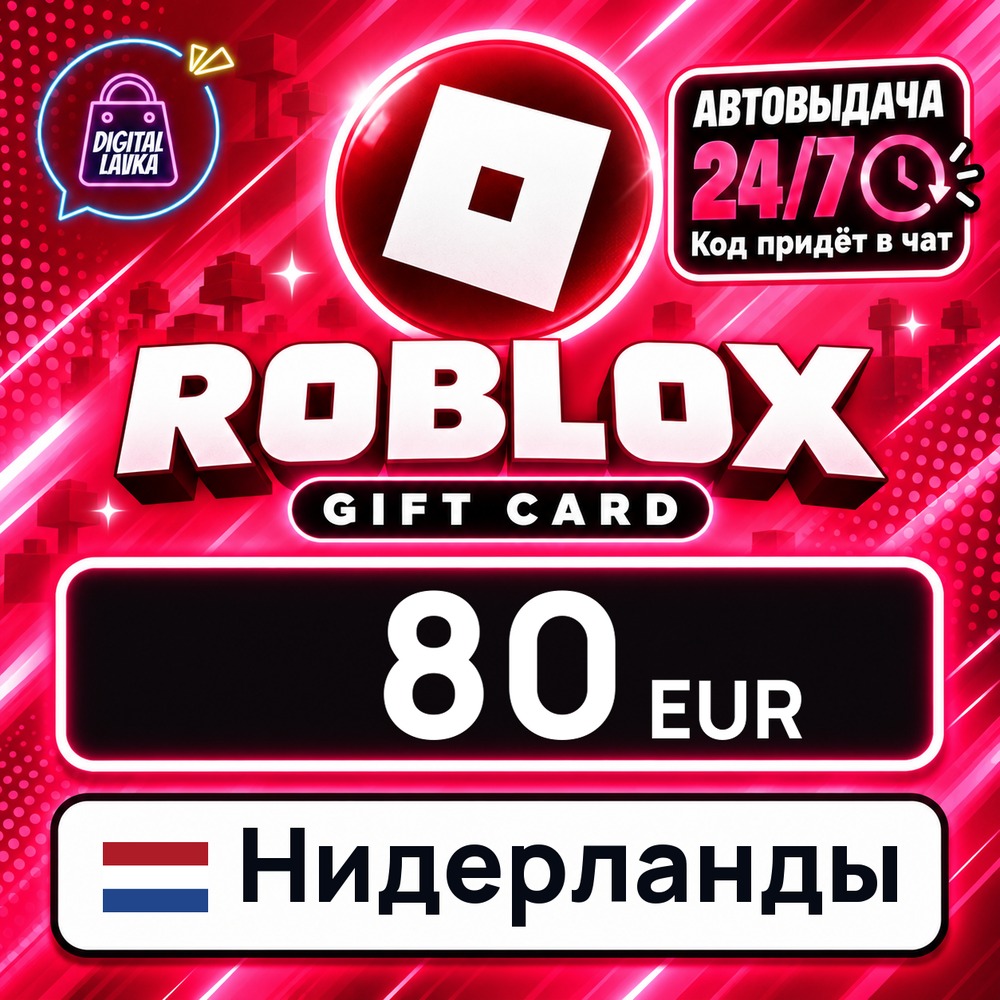 DIGITAL
LAVKA
АВТОВЫДАЧА
24/7
Код придёт в чат
ROBLOX
GIFT CARD
80 EUR
Нидерланды